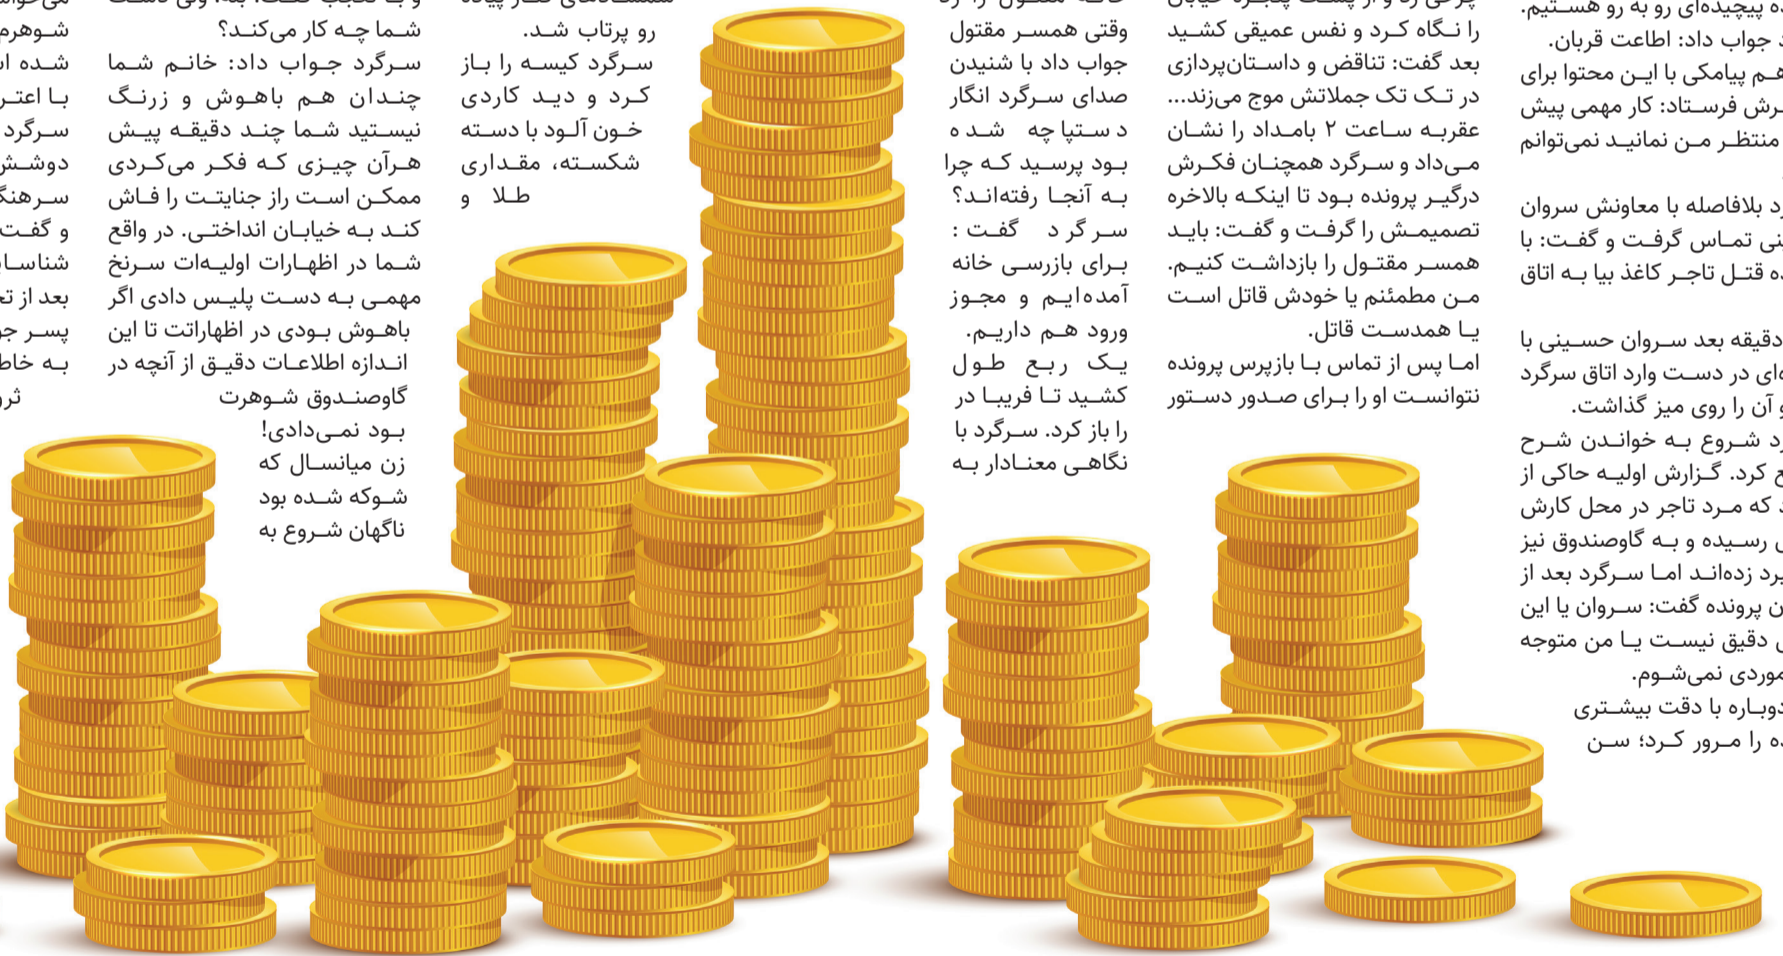 پیچیده‌ای رو به رو هستیم.
جواب داد: اطاعت قربان.
هم پیامکی با این محتوا برای
فرستاد: کار مهمی پیش
منتظر من نمانید نمی‌توانم
بلافاصله با معاونش سروان
تماس گرفت و گفت: با
قتل تاجر کاغذ بیا به اتاق
دقیقه بعد سروان حسینی با
در دست وارد اتاق سرگرد
و آن را روی میز گذاشت.
شروع به خواندن شرح
کرد. گزارش اولیه حاکی از
که مرد تاجر در محل کارش
رسیده و به گاوصندوق نیز
زده‌اند اما سرگرد بعد از
پرونده گفت: سروان یا این
دقیق نیست یا من متوجه
موردی نمی‌شوم.
دوباره با دقت بیشتری
را مرور کرد؛ سن
را نگاه کرد و نفس عمیقی کشید
بعد گفت: تناقض و داستان‌پردازی
در تک تک جملاتش موج می‌زند...
عقربه ساعت ۲ بامداد را نشان
می‌داد و سرگرد همچنان فکرش
درگیر پرونده بود تا اینکه بالاخره
تصمیمش را گرفت و گفت: باید
همسر مقتول را بازداشت کنیم.
من مطمئنم یا خودش قاتل است
یا همدست قاتل.
اما پس از تماس با بازپرس پرونده
نتوانست او را برای صدور دستور
وقتی همسر مقتول
جواب داد با شنیدن
صدای سرگرد انگار
دستپاچه شده
بود پرسید که چرا
به آنجا رفته‌اند؟
سرگرد گفت:
برای بازرسی خانه
آمده‌ایم و مجوز
ورود هم داریم.
یک ربع طول
کشید تا فریبا در
را باز کرد. سرگرد با
نگاهی معنادار به
رو پرتاب شد.
سرگرد کیسه را باز
کرد و دید کاردی
خون آلود با دسته
شکسته، مقداری
طلا و
شما چه کار می‌کند؟
سرگرد جواب داد: خانم شما
چندان هم باهوش و زرنگ
نیستید شما چند دقیقه پیش
هرآن چیزی که فکر می‌کردی
ممکن است راز جنایتت را فاش
کند به خیابان انداختی. در واقع
شما در اظهارات اولیه‌ات سرنخ
مهمی به دست پلیس دادی اگر
باهوش بودی در اظهاراتت تا این
اندازه اطلاعات دقیق از آنچه در
گاوصندوق شوهرت
بود نمی‌دادی!
زن میانسال که
شوکه شده بود
ناگهان شروع به
شوهرم
شده
با
سرگرد
دوشش
و گفت
بعد از
پسر
به